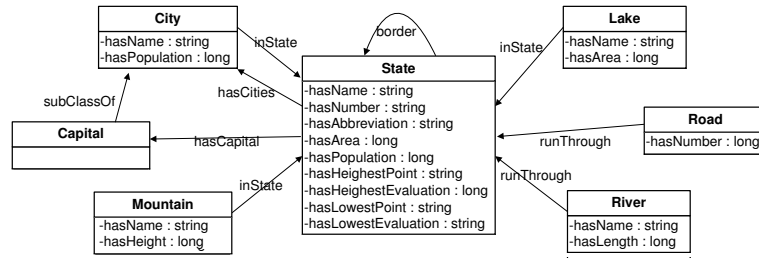 City
-hasName : string
-hasPopulation : long
inState
border
Lake
-hasName : string
-hasArea : long
inState
State
-hasName : string
-hasNumber : string
-hasAbbreviation : string
-hasArea : long
-hasPopulation : long
-hasHeighestPoint : string
-hasHeighestEvaluation : long
-hasLowestPoint : string
-hasLowestEvaluation : string
hasCities
subClassOf
Capital
hasCapital
Road
-hasNumber : long
runThrough
Mountain
-hasName : string
-hasHeight : long
inState
runThrough
River
-hasName : string
-hasLength : long